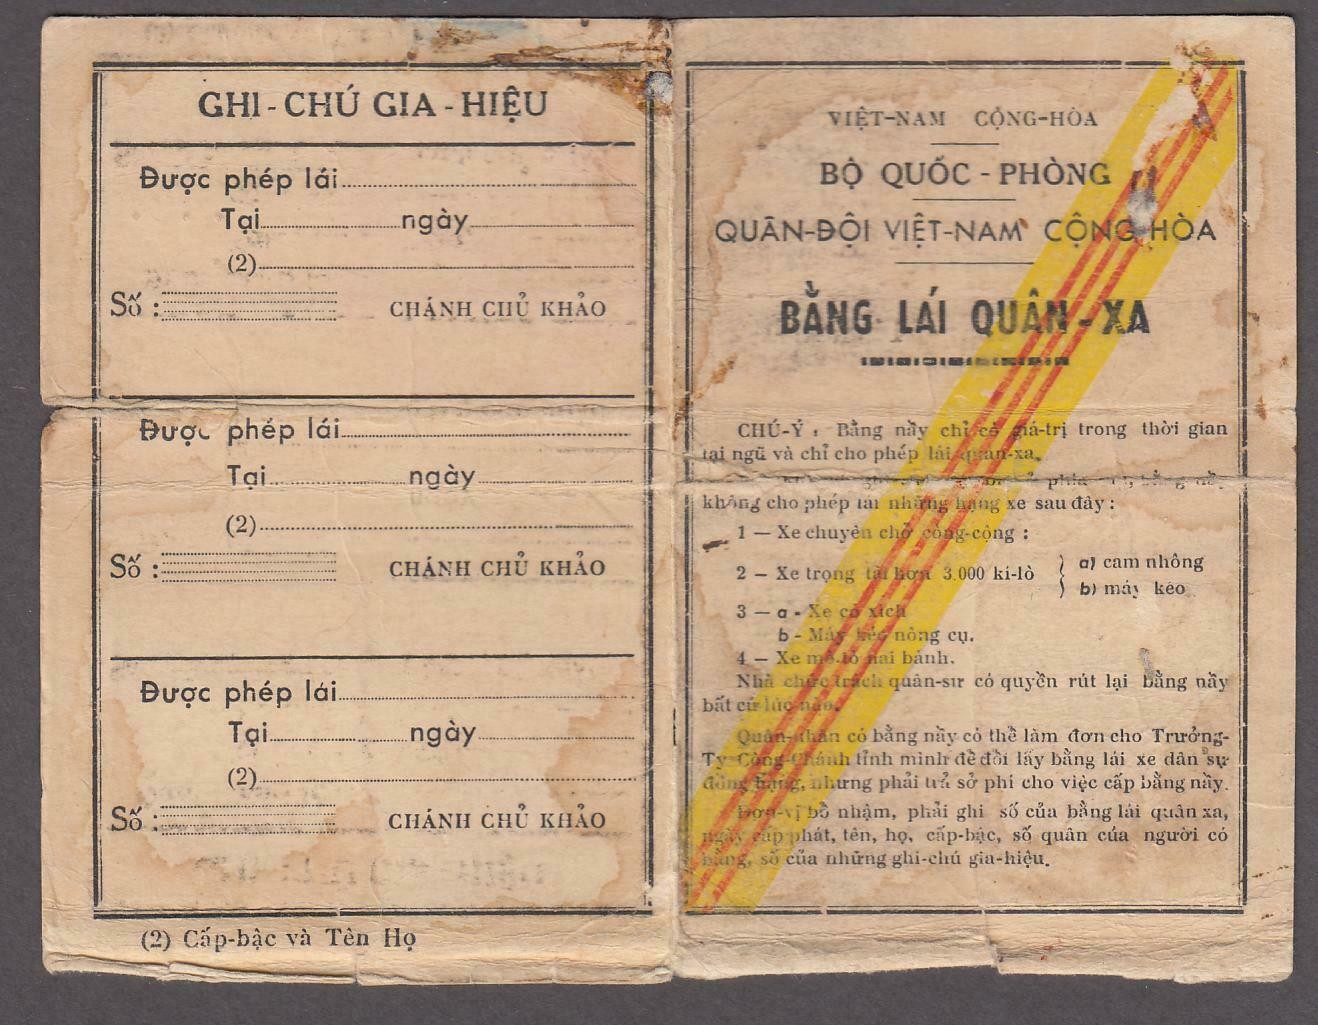 GHI - CHÚ GIA - HIỆU
Được phép lái
Tại ngày
(2)
Số : CHÁNH CHỦ KHẢO
Được phép lái
Tại ngày
(2)
Số : CHÁNH CHỦ KHẢO
Được phép lái
Tại ngày
(2)
Số : CHÁNH CHỦ KHẢO
(2) Cấp-bậc và Tên Họ
VIỆT-NAM CỘNG-HÒA
BỘ QUỐC - PHÒNG
QUÂN-ĐỘI VIỆT-NAM CỘNG HÒA
BẰNG LÁI QUÂN - XA
CHÚ-Ý : Bằng nầy chỉ có giá-trị trong thời gian
tại ngũ và chỉ cho phép lái quân-xa.
bằng nầy
không cho phép lái những hạng xe sau đây :
1 — Xe chuyên chở công-cộng :
2 — Xe trọng tải hơn 3.000 kí-lô } a) cam nhông
b) máy kéo
3 — a - Xe có xích
b - Máy kéo nông cụ.
4 — Xe mô-tô hai bánh.
Nhà chức trách quân-sự có quyền rút lại bằng nầy
bất cứ lúc nào.
Quân-nhân có bằng nầy có thể làm đơn cho Trưởng-
Ty Công-Chánh tỉnh mình để đổi lấy bằng lái xe dân sự
đồng hạng, nhưng phải trả sở phí cho việc cấp bằng nầy.
Đơn-vị bổ nhậm, phải ghi số của bằng lái quân xa,
ngày cấp phát, tên, họ, cấp-bậc, số quân của người có
bằng, số của những ghi-chú gia-hiệu.